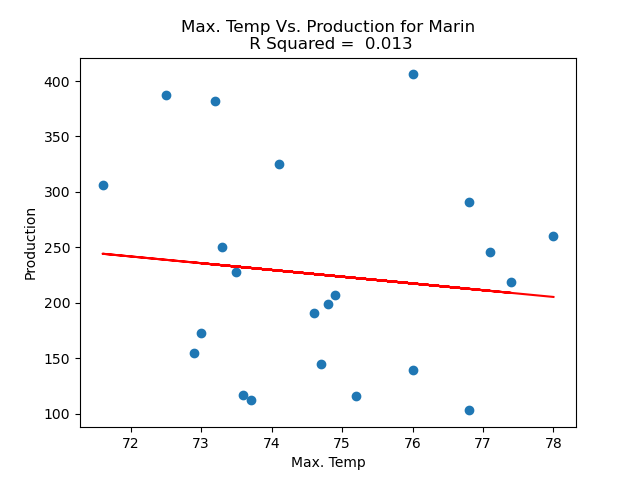 Max. Temp Vs. Production for Marin
R Squared =  0.013
400
350
300
250
200
150
100
Production
72 73 74 75 76 77 78
Max. Temp